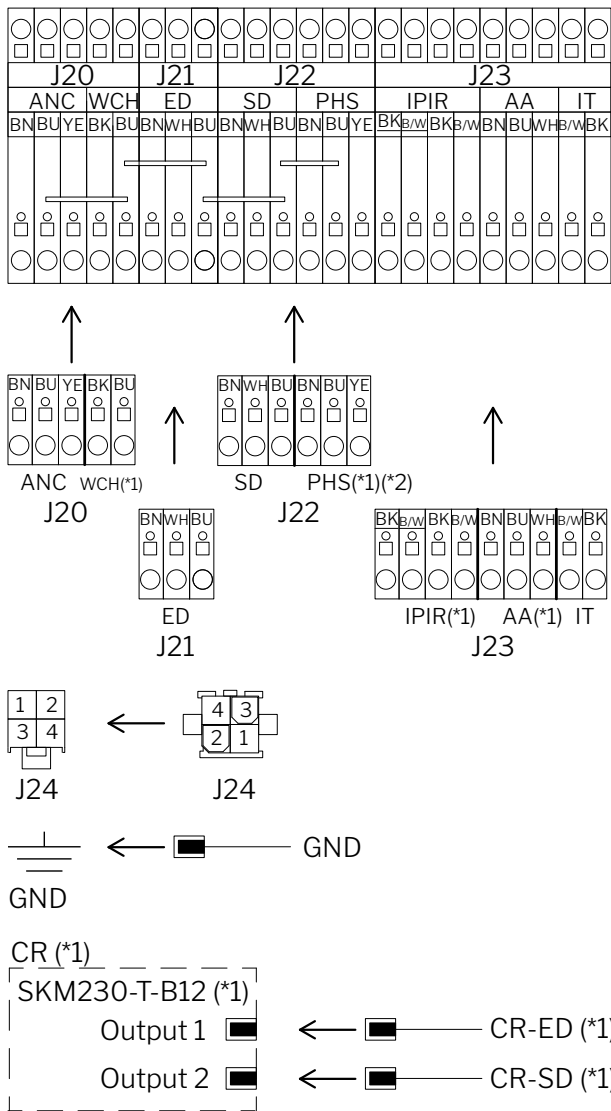 J20 J21 J22 J23
ANC WCH ED SD PHS IPIR AA IT
BN BU YE BK BU BN WH BU BN WH BU BN BU YE BK B/W BK B/W BN BU WH B/W BK
BN BU YE BK BU
ANC WCH(*1)
J20
BN WH BU BN BU YE
SD PHS(*1)(*2)
J22
BN WH BU
ED
J21
BK B/W BK B/W BN BU WH B/W BK
IPIR(*1) AA(*1) IT
J23
1 2
3 4
J24
4 3
2 1
J24
GND
GND
CR (*1)
SKM230-T-B12 (*1)
Output 1
CR-ED (*1)
Output 2
CR-SD (*1)